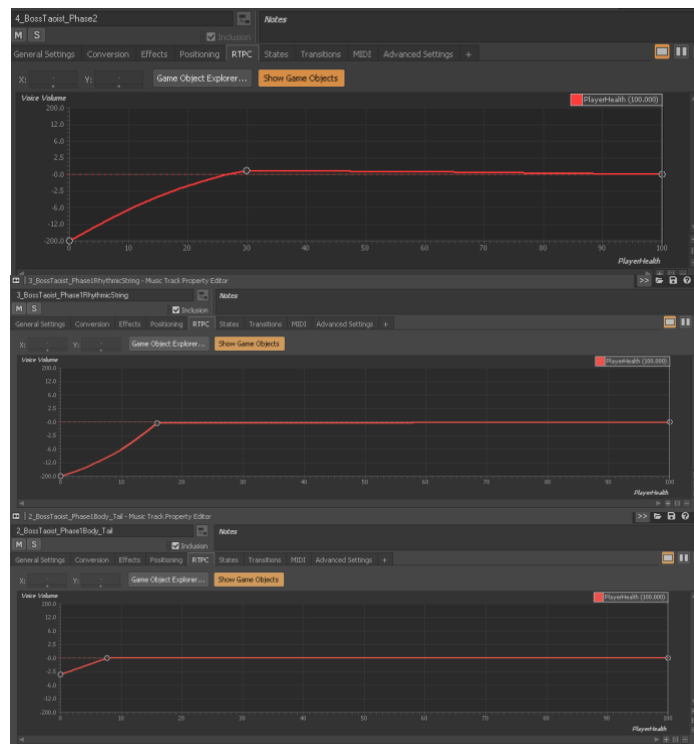 4_BossTaoist_Phase2
Notes
M S Inclusion
General Settings Conversion Effects Positioning RTPC States Transitions MIDI Advanced Settings +
X: Y: Game Object Explorer... Show Game Objects
Voice Volume
PlayerHealth (100.000)
200.0
12.0
6.0
2.5
-0.0
-2.5
-6.0
-12.0
-200.0
0 10 20 30 40 50 60 70 80 90 100
PlayerHealth
3_BossTaoist_Phase1RhythmicString - Music Track Property Editor >>
3_BossTaoist_Phase1RhythmicString
Notes
M S Inclusion
General Settings Conversion Effects Positioning RTPC States Transitions MIDI Advanced Settings +
X: Y: Game Object Explorer... Show Game Objects
Voice Volume
PlayerHealth (100.000)
200.0
12.0
6.0
2.5
-0.0
-2.5
-6.0
-12.0
-200.0
0 10 20 30 40 50 60 70 80 90 100
PlayerHealth
2_BossTaoist_Phase1Body_Tail - Music Track Property Editor >>
2_BossTaoist_Phase1Body_Tail
Notes
M S Inclusion
General Settings Conversion Effects Positioning RTPC States Transitions MIDI Advanced Settings +
X: Y: Game Object Explorer... Show Game Objects
Voice Volume
PlayerHealth (100.000)
200.0
12.0
6.0
2.5
-0.0
-2.5
-6.0
-12.0
-200.0
0 10 20 30 40 50 60 70 80 90 100
PlayerHealth